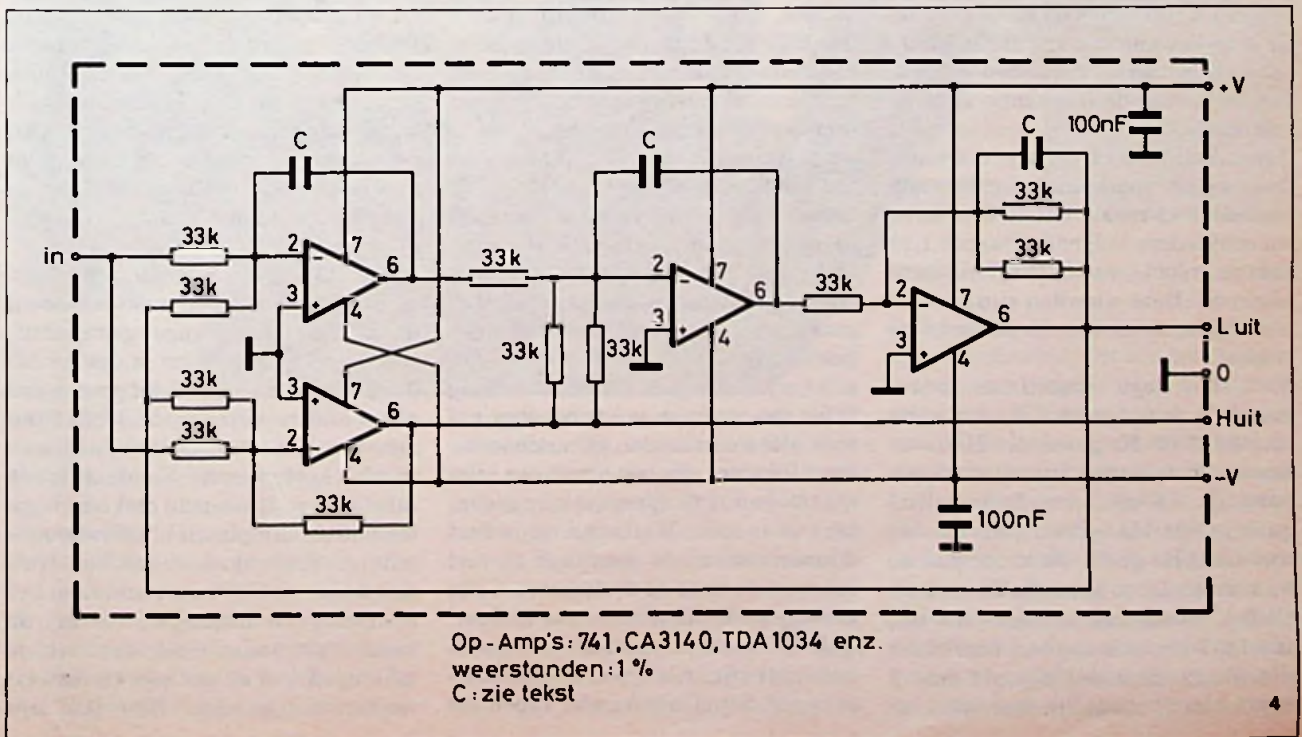 +V
100nF
C
C
C
33k
33k
in
33k
2
7
6
33k
2
7
6
33k
2
7
6
33k
3
4
3
4
3
4
L uit
33k
33k
0
33k
3
7
6
H uit
33k
2
4
-V
33k
100nF
Op-Amp's: 741, CA3140, TDA1034 enz.
weerstanden: 1 %
C: zie tekst
4